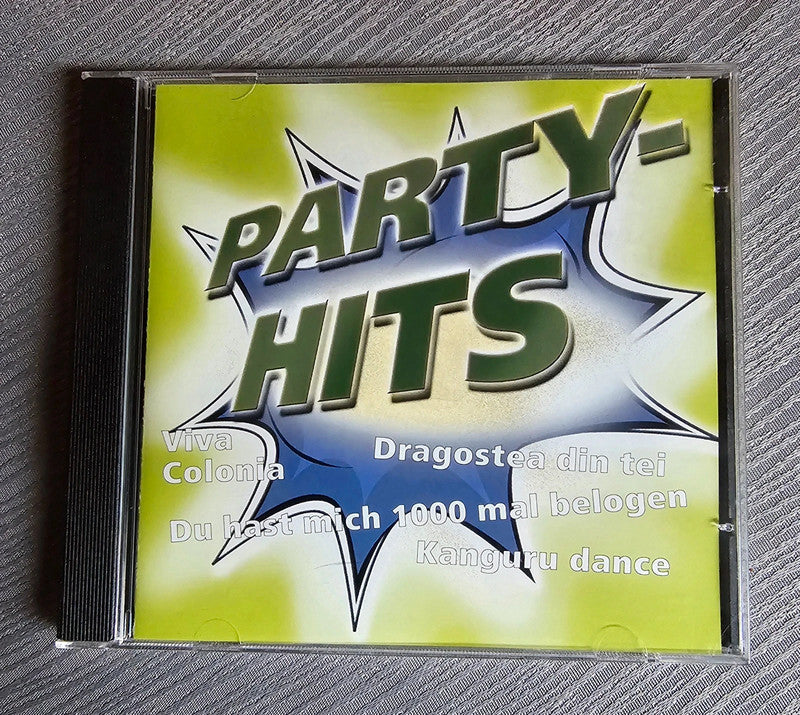 PARTY-
HITS
Viva
Colonia
Dragostea din tei
Du hast mich 1000 mal belogen
Kanguru dance